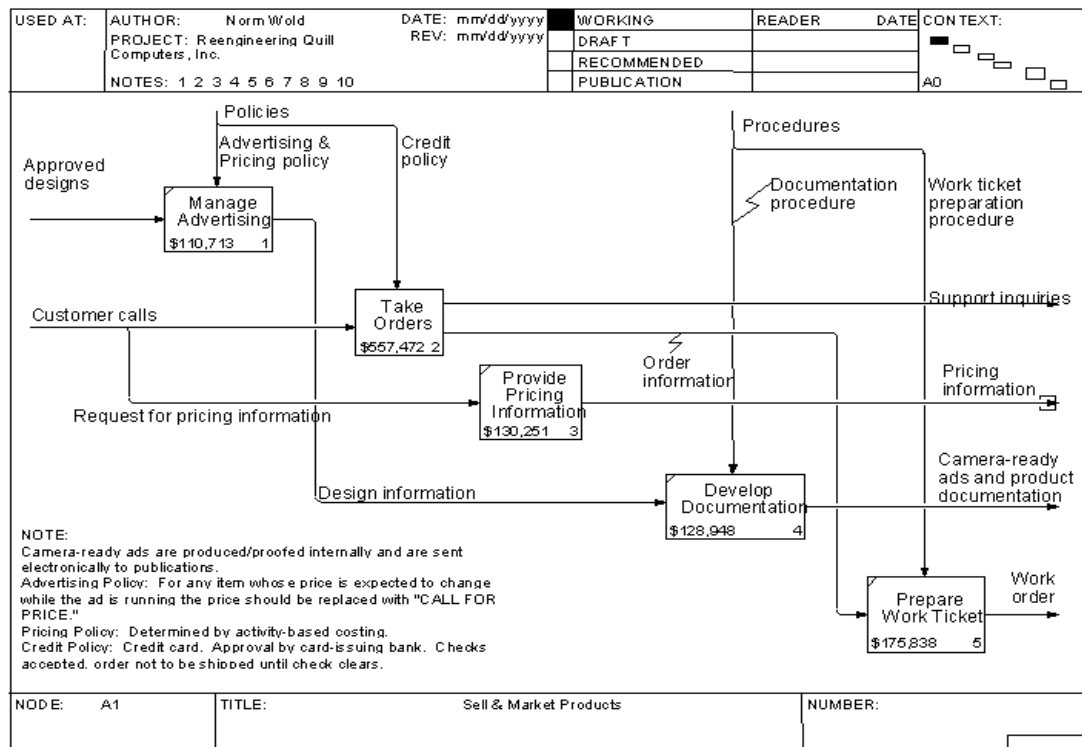 USED AT:
AUTHOR: Norm Wold
DATE: mm/dd/yyyy
PROJECT: Reengineering Quill
REV: mm/dd/yyyy
Computers, Inc.
NOTES: 1 2 3 4 5 6 7 8 9 10
WORKING
DRAFT
RECOMMENDED
PUBLICATION
READER DATE
CONTEXT:
A0
Policies
Advertising &
Pricing policy
Credit
policy
Procedures
Approved
designs
Documentation
procedure
Work ticket
preparation
procedure
Manage
Advertising
$110,713 1
Customer calls
Take
Orders
$557,472 2
Support inquiries
Order
information
Provide
Pricing
Information
$130,251 3
Pricing
information
Request for pricing information
Design information
Develop
Documentation
$128,948 4
Camera-ready
ads and product
documentation
NOTE:
Camera-ready ads are produced/proofed internally and are sent
electronically to publications.
Advertising Policy: For any item whose price is expected to change
while the ad is running the price should be replaced with "CALL FOR
PRICE."
Pricing Policy: Determined by activity-based costing.
Credit Policy: Credit card. Approval by card-issuing bank. Checks
accepted. order not to be shipped until check clears.
Prepare
Work Ticket
$175,838 5
Work
order
NODE: A1
TITLE: Sell & Market Products
NUMBER: